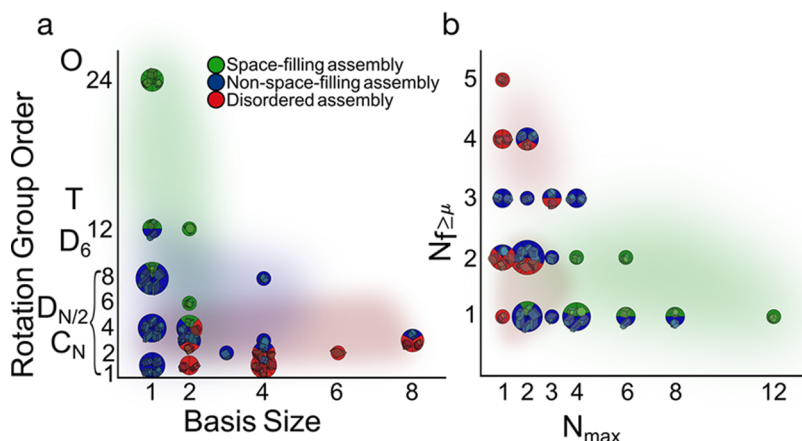 a
Space-filling assembly
Non-space-filling assembly
Disordered assembly
Rotation Group Order
O
24
T
12
D6
8
6
DN/2
4
CN
2
1
1 2 4 6 8
Basis Size
b
Nf≥μ
5
4
3
2
1
1 2 3 4 6 8 12
Nmax